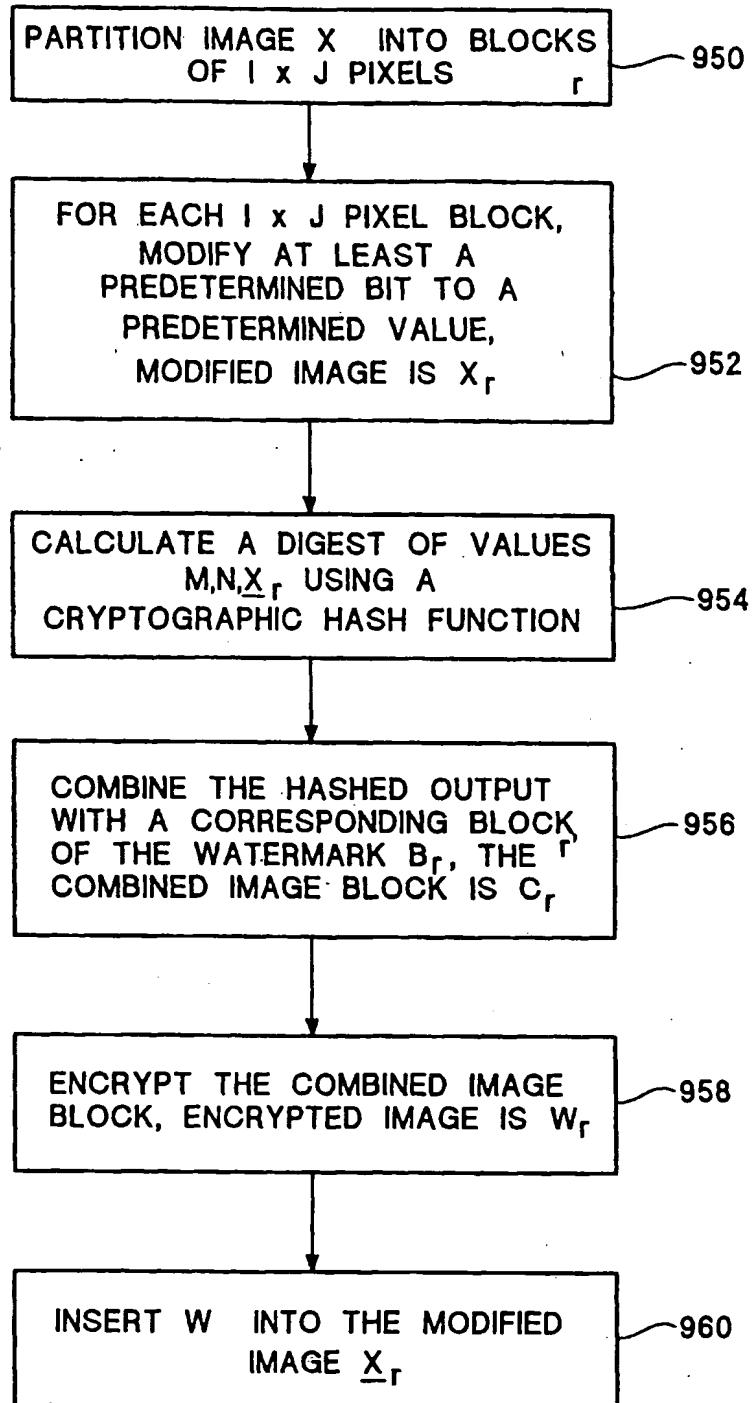 PARTITION IMAGE X INTO BLOCKS
OF I x J PIXELS r
950
FOR EACH I x J PIXEL BLOCK,
MODIFY AT LEAST A
PREDETERMINED BIT TO A
PREDETERMINED VALUE,
MODIFIED IMAGE IS Xr
952
CALCULATE A DIGEST OF VALUES
M,N,Xr USING A
CRYPTOGRAPHIC HASH FUNCTION
954
COMBINE THE HASHED OUTPUT
WITH A CORRESPONDING BLOCK,
OF THE WATERMARK Br, THE r,
COMBINED IMAGE BLOCK IS Cr
956
ENCRYPT THE COMBINED IMAGE
BLOCK, ENCRYPTED IMAGE IS Wr
958
INSERT W INTO THE MODIFIED
IMAGE Xr
960